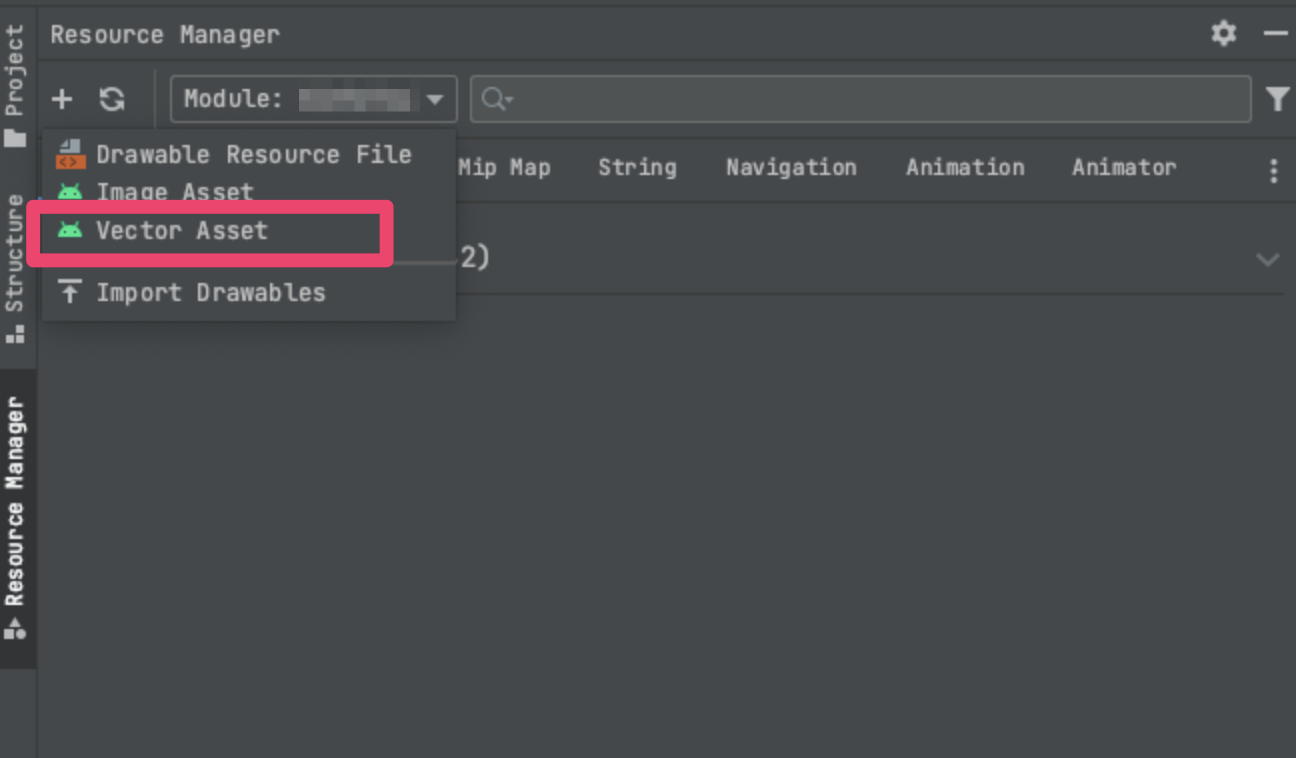 Resource Manager
Module:
Drawable Resource File
Image Asset
Vector Asset
Import Drawables
Mip Map String Navigation Animation Animator
2)
Project
Structure
Resource Manager